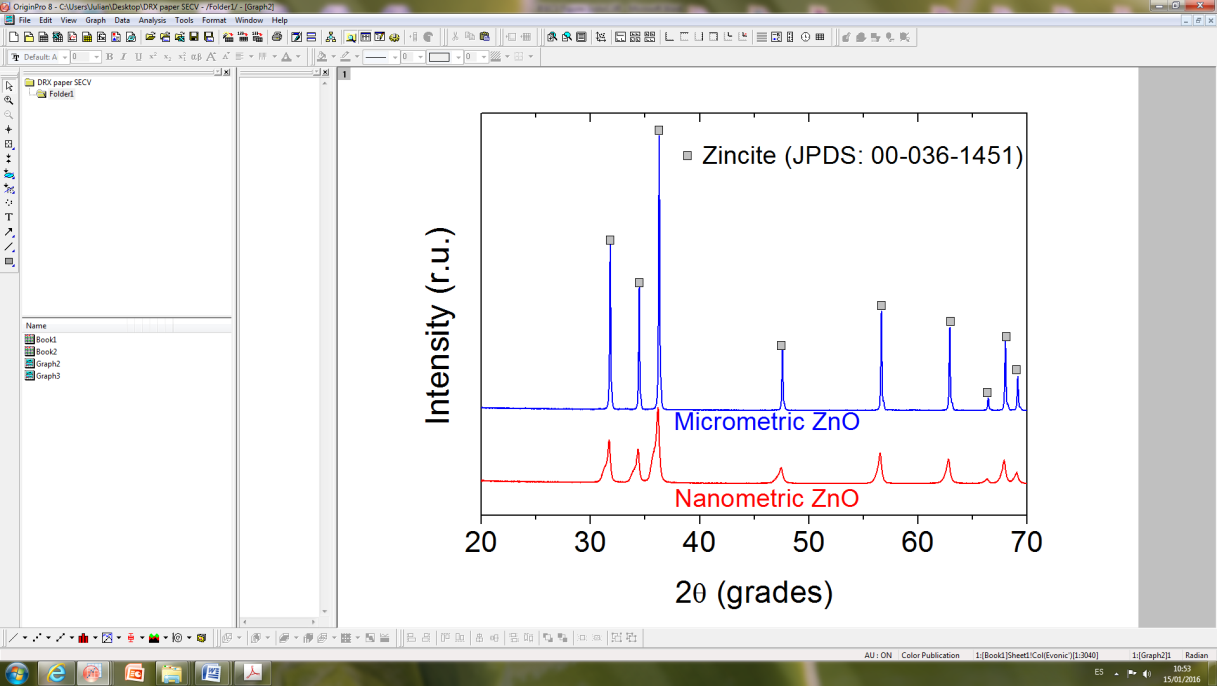 OriginPro 8 - C:\Users\Julian\Desktop\DRX paper SECV - /Folder1/ - [Graph2]
File Edit View Graph Data Analysis Tools Format Window Help
Default: A 0 B I U
0 0
DRX paper SECV
Folder1
Name
Book1
Book2
Graph2
Graph3
1
Zincite (JPDS: 00-036-1451)
Intensity (r.u.)
Micrometric ZnO
Nanometric ZnO
20 30 40 50 60 70
2θ (grades)
AU : ON Color Publication 1:[Book1]Sheet1!Col(Evonic')[1:3040] 1:[Graph2]1 Radian
ES 10:53
15/01/2016